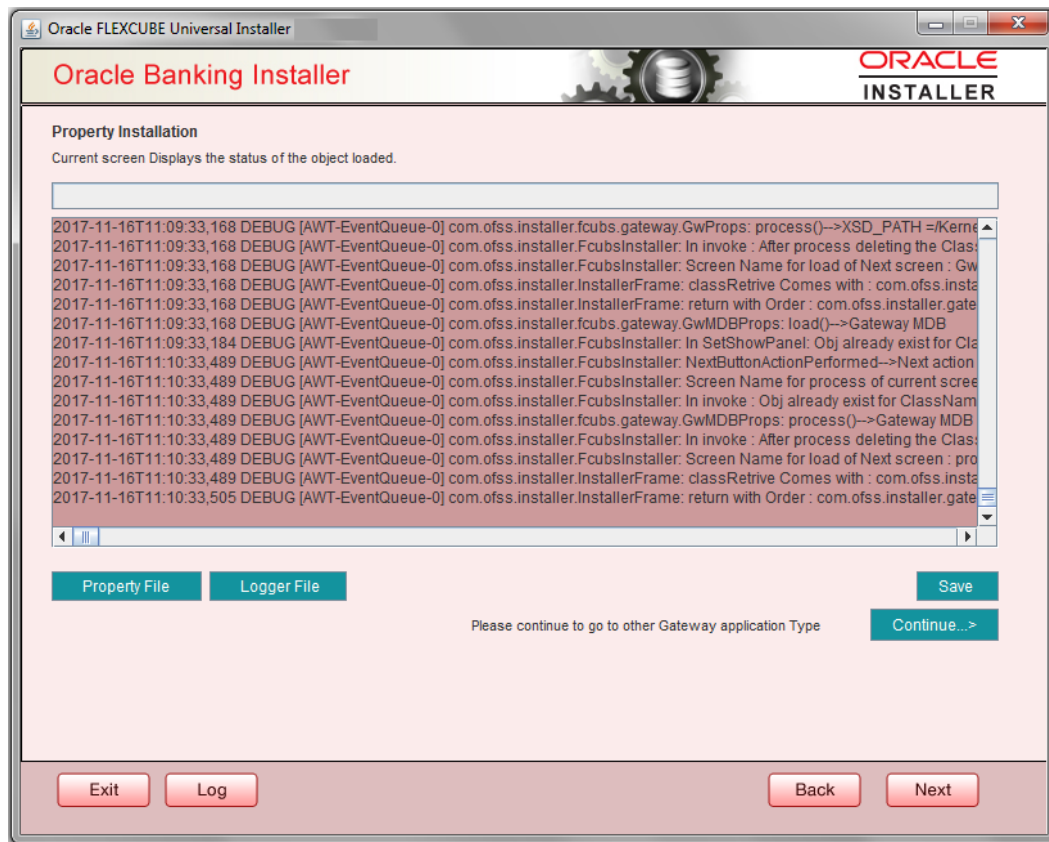 Oracle FLEXCUBE Universal Installer
Oracle Banking Installer
ORACLE
INSTALLER
Property Installation
Current screen Displays the status of the object loaded.
2017-11-16T11:09:33,168 DEBUG [AWT-EventQueue-0] com.ofss.installer.fcubs.gateway.GwProps: process()-->XSD_PATH =/Kerne
2017-11-16T11:09:33,168 DEBUG [AWT-EventQueue-0] com.ofss.installer.FcubsInstaller: In invoke : After process deleting the Clas
2017-11-16T11:09:33,168 DEBUG [AWT-EventQueue-0] com.ofss.installer.FcubsInstaller: Screen Name for load of Next screen : Gw
2017-11-16T11:09:33,168 DEBUG [AWT-EventQueue-0] com.ofss.installer.InstallerFrame: classRetrive Comes with : com.ofss.insta
2017-11-16T11:09:33,168 DEBUG [AWT-EventQueue-0] com.ofss.installer.InstallerFrame: return with Order : com.ofss.installer.gate
2017-11-16T11:09:33,168 DEBUG [AWT-EventQueue-0] com.ofss.installer.fcubs.gateway.GwMDBProps: load()-->Gateway MDB
2017-11-16T11:09:33,184 DEBUG [AWT-EventQueue-0] com.ofss.installer.FcubsInstaller: In SetShowPanel: Obj already exist for Cla
2017-11-16T11:10:33,489 DEBUG [AWT-EventQueue-0] com.ofss.installer.FcubsInstaller: NextButtonActionPerformed-->Next action
2017-11-16T11:10:33,489 DEBUG [AWT-EventQueue-0] com.ofss.installer.FcubsInstaller: Screen Name for process of current scree
2017-11-16T11:10:33,489 DEBUG [AWT-EventQueue-0] com.ofss.installer.FcubsInstaller: In invoke : Obj already exist for ClassNam
2017-11-16T11:10:33,489 DEBUG [AWT-EventQueue-0] com.ofss.installer.fcubs.gateway.GwMDBProps: process()-->Gateway MDB
2017-11-16T11:10:33,489 DEBUG [AWT-EventQueue-0] com.ofss.installer.FcubsInstaller: In invoke : After process deleting the Clas
2017-11-16T11:10:33,489 DEBUG [AWT-EventQueue-0] com.ofss.installer.FcubsInstaller: Screen Name for load of Next screen : pro
2017-11-16T11:10:33,489 DEBUG [AWT-EventQueue-0] com.ofss.installer.InstallerFrame: classRetrive Comes with : com.ofss.insta
2017-11-16T11:10:33,505 DEBUG [AWT-EventQueue-0] com.ofss.installer.InstallerFrame: return with Order : com.ofss.installer.gate
Property File Logger File Save
Please continue to go to other Gateway application Type Continue...>
Exit Log Back Next